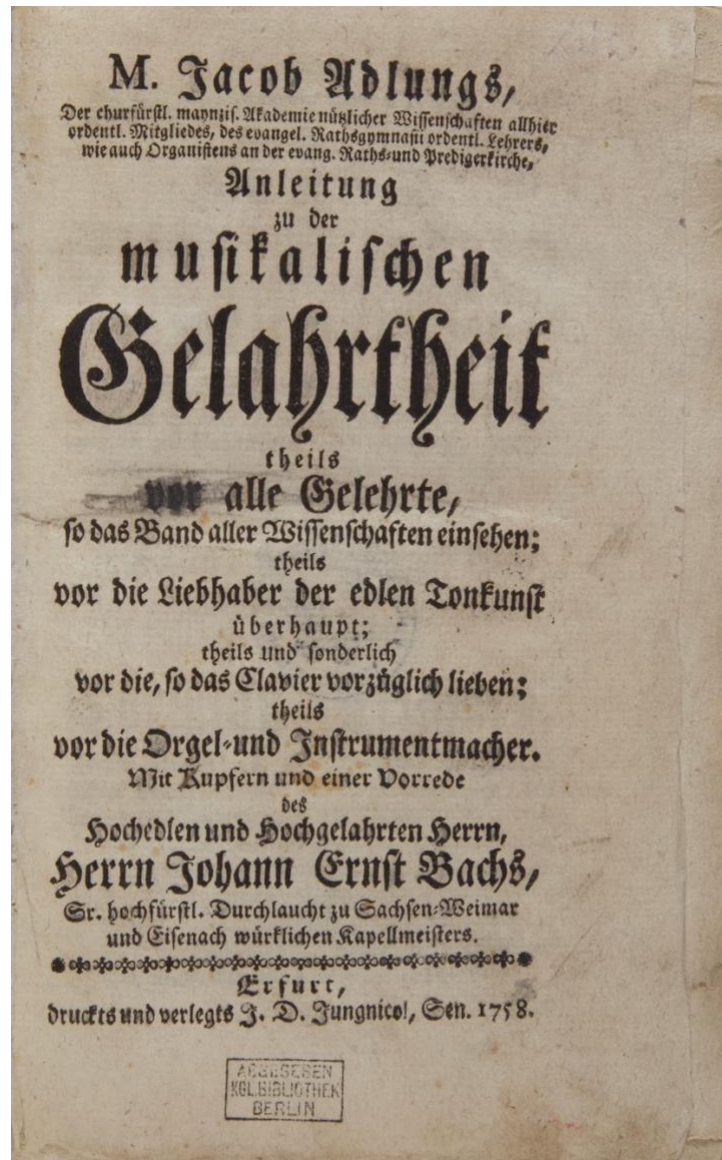 M. Jacob Adlungs,
Der churfürstl. maynzis. Akademie nützlicher Wissenschaften allhier
ordentl. Mitgliedes, des evangel. Rathsgymnasii ordentl. Lehrers,
wie auch Organistens an der evang. Raths-und Predigerkirche,
Anleitung
zu der
musikalischen
Gelahrtheit
theils
vor alle Gelehrte,
so das Band aller Wissenschaften einsehen;
theils
vor die Liebhaber der edlen Tonkunst
überhaupt;
theils und sonderlich
vor die, so das Clavier vorzüglich lieben;
theils
vor die Orgel-und Instrumentmacher.
Mit Kupfern und einer Vorrede
des
Hochedlen und Hochgelahrten Herrn,
Herrn Johann Ernst Bachs,
Sr. hochfürstl. Durchlaucht zu Sachsen-Weimar
und Eisenach würklichen Kapellmeisters.
Erfurt,
druckts und verlegts J. D. Jungnicol, Sen. 1758.
ABGEGEBEN
KGL.BIBLIOTHEK
BERLIN